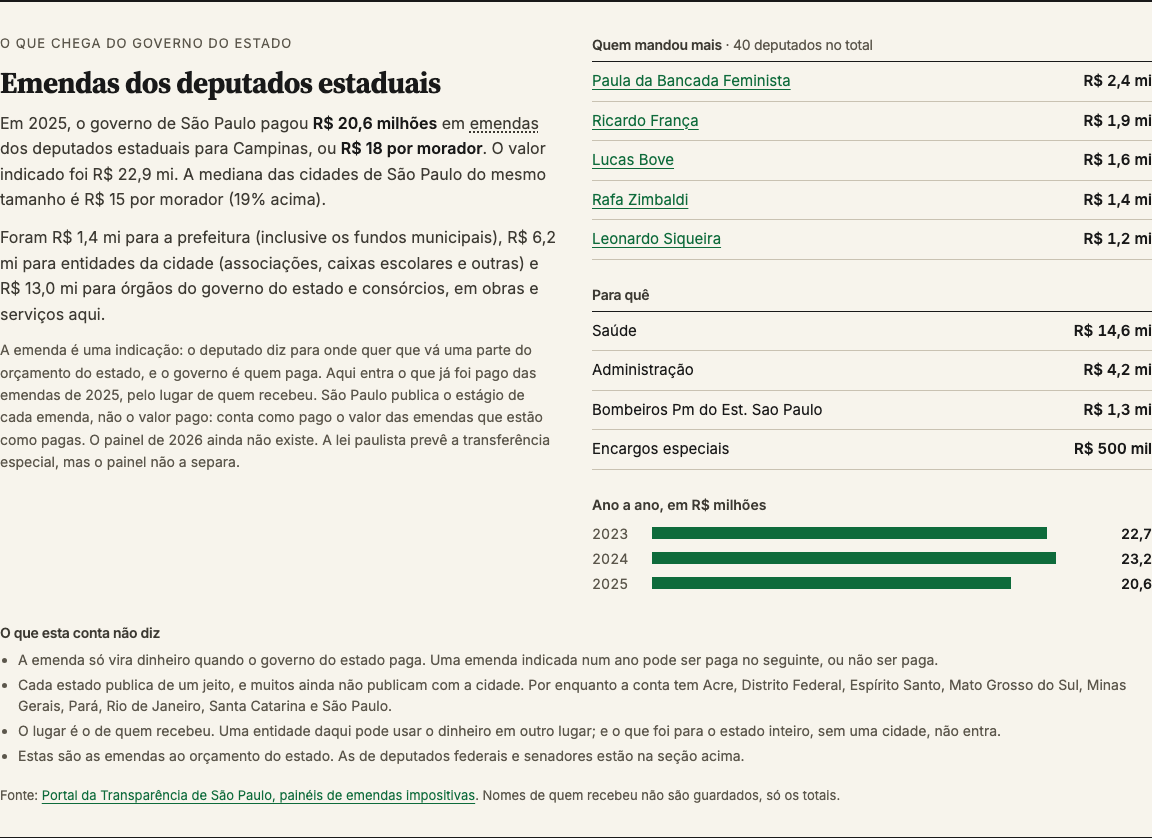 O QUE CHEGA DO GOVERNO DO ESTADO
Emendas dos deputados estaduais
Em 2025, o governo de São Paulo pagou R$ 20,6 milhões em emendas
dos deputados estaduais para Campinas, ou R$ 18 por morador. O valor
indicado foi R$ 22,9 mi. A mediana das cidades de São Paulo do mesmo
tamanho é R$ 15 por morador (19% acima).
Foram R$ 1,4 mi para a prefeitura (inclusive os fundos municipais), R$ 6,2
mi para entidades da cidade (associações, caixas escolares e outras) e
R$ 13,0 mi para órgãos do governo do estado e consórcios, em obras e
serviços aqui.
A emenda é uma indicação: o deputado diz para onde quer que vá uma parte do
orçamento do estado, e o governo é quem paga. Aqui entra o que já foi pago das
emendas de 2025, pelo lugar de quem recebeu. São Paulo publica o estágio de
cada emenda, não o valor pago: conta como pago o valor das emendas que estão
como pagas. O painel de 2026 ainda não existe. A lei paulista prevê a transferência
especial, mas o painel não a separa.
Quem mandou mais · 40 deputados no total
Paula da Bancada Feminista R$ 2,4 mi
Ricardo França R$ 1,9 mi
Lucas Bove R$ 1,6 mi
Rafa Zimbaldi R$ 1,4 mi
Leonardo Siqueira R$ 1,2 mi
Para quê
Saúde R$ 14,6 mi
Administração R$ 4,2 mi
Bombeiros Pm do Est. Sao Paulo R$ 1,3 mi
Encargos especiais R$ 500 mil
Ano a ano, em R$ milhões
2023 22,7
2024 23,2
2025 20,6
O que esta conta não diz
• A emenda só vira dinheiro quando o governo do estado paga. Uma emenda indicada num ano pode ser paga no seguinte, ou não ser paga.
• Cada estado publica de um jeito, e muitos ainda não publicam com a cidade. Por enquanto a conta tem Acre, Distrito Federal, Espírito Santo, Mato Grosso do Sul, Minas
Gerais, Pará, Rio de Janeiro, Santa Catarina e São Paulo.
• O lugar é o de quem recebeu. Uma entidade daqui pode usar o dinheiro em outro lugar; e o que foi para o estado inteiro, sem uma cidade, não entra.
• Estas são as emendas ao orçamento do estado. As de deputados federais e senadores estão na seção acima.
Fonte: Portal da Transparência de São Paulo, painéis de emendas impositivas. Nomes de quem recebeu não são guardados, só os totais.